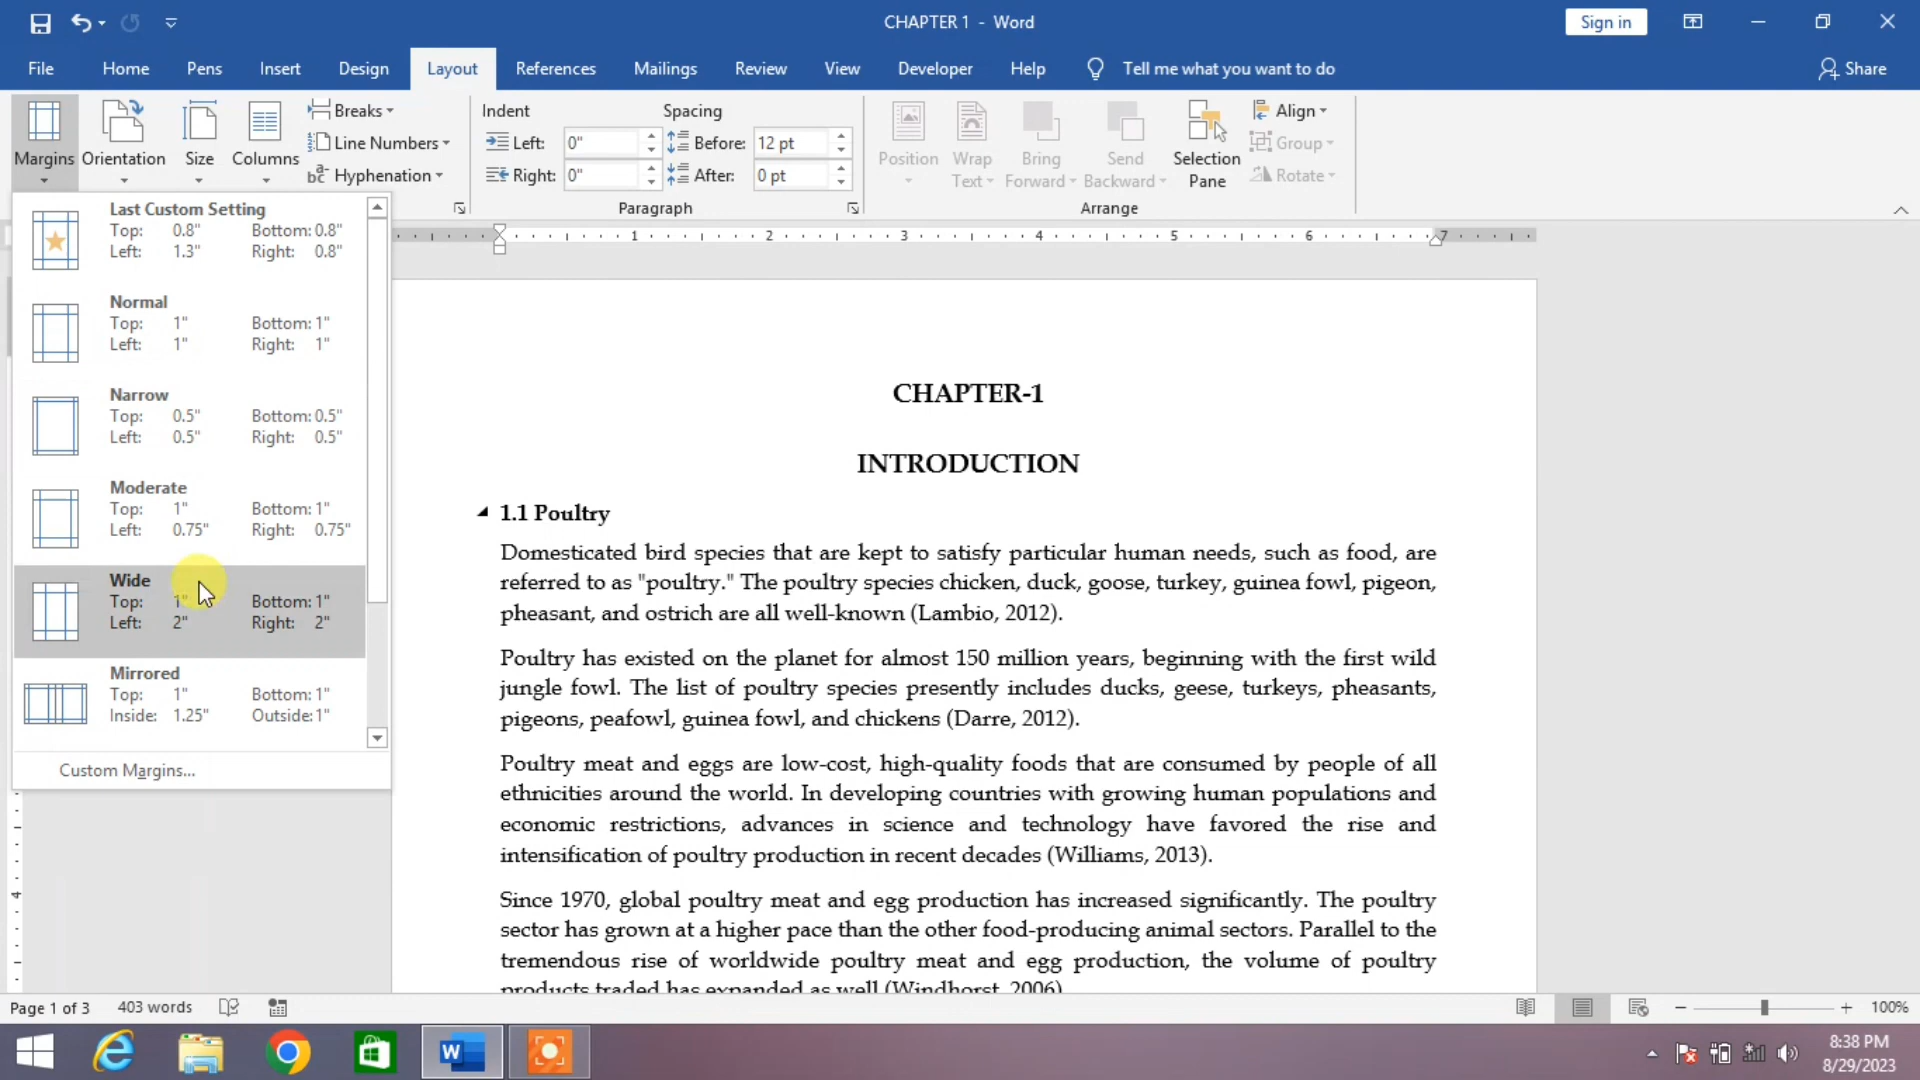 CHAPTER 1 - Word
Sign in
File Home Pens Insert Design Layout References Mailings Review View Developer Help Tell me what you want to do Share
Margins Orientation Size Columns
Breaks
Line Numbers
Hyphenation
Indent Spacing
Left: 0" Before: 12 pt
Right: 0" After: 0 pt
Paragraph
Position
Wrap Text
Bring Forward
Send Backward
Selection Pane
Align
Group
Rotate
Arrange
Last Custom Setting
Top: 0.8" Bottom: 0.8"
Left: 1.3" Right: 0.8"
Normal
Top: 1" Bottom: 1"
Left: 1" Right: 1"
Narrow
Top: 0.5" Bottom: 0.5"
Left: 0.5" Right: 0.5"
Moderate
Top: 1" Bottom: 1"
Left: 0.75" Right: 0.75"
Wide
Top: 1" Bottom: 1"
Left: 2" Right: 2"
Mirrored
Top: 1" Bottom: 1"
Inside: 1.25" Outside: 1"
Custom Margins...
1 2 3 4 5 6 7
CHAPTER-1
INTRODUCTION
1.1 Poultry
Domesticated bird species that are kept to satisfy particular human needs, such as food, are
referred to as "poultry." The poultry species chicken, duck, goose, turkey, guinea fowl, pigeon,
pheasant, and ostrich are all well-known (Lambio, 2012).
Poultry has existed on the planet for almost 150 million years, beginning with the first wild
jungle fowl. The list of poultry species presently includes ducks, geese, turkeys, pheasants,
pigeons, peafowl, guinea fowl, and chickens (Darre, 2012).
Poultry meat and eggs are low-cost, high-quality foods that are consumed by people of all
ethnicities around the world. In developing countries with growing human populations and
economic restrictions, advances in science and technology have favored the rise and
intensification of poultry production in recent decades (Williams, 2013).
Since 1970, global poultry meat and egg production has increased significantly. The poultry
sector has grown at a higher pace than the other food-producing animal sectors. Parallel to the
tremendous rise of worldwide poultry meat and egg production, the volume of poultry
products traded has expanded as well (Windhorst, 2006)
4
Page 1 of 3 403 words
100%
8:38 PM
8/29/2023